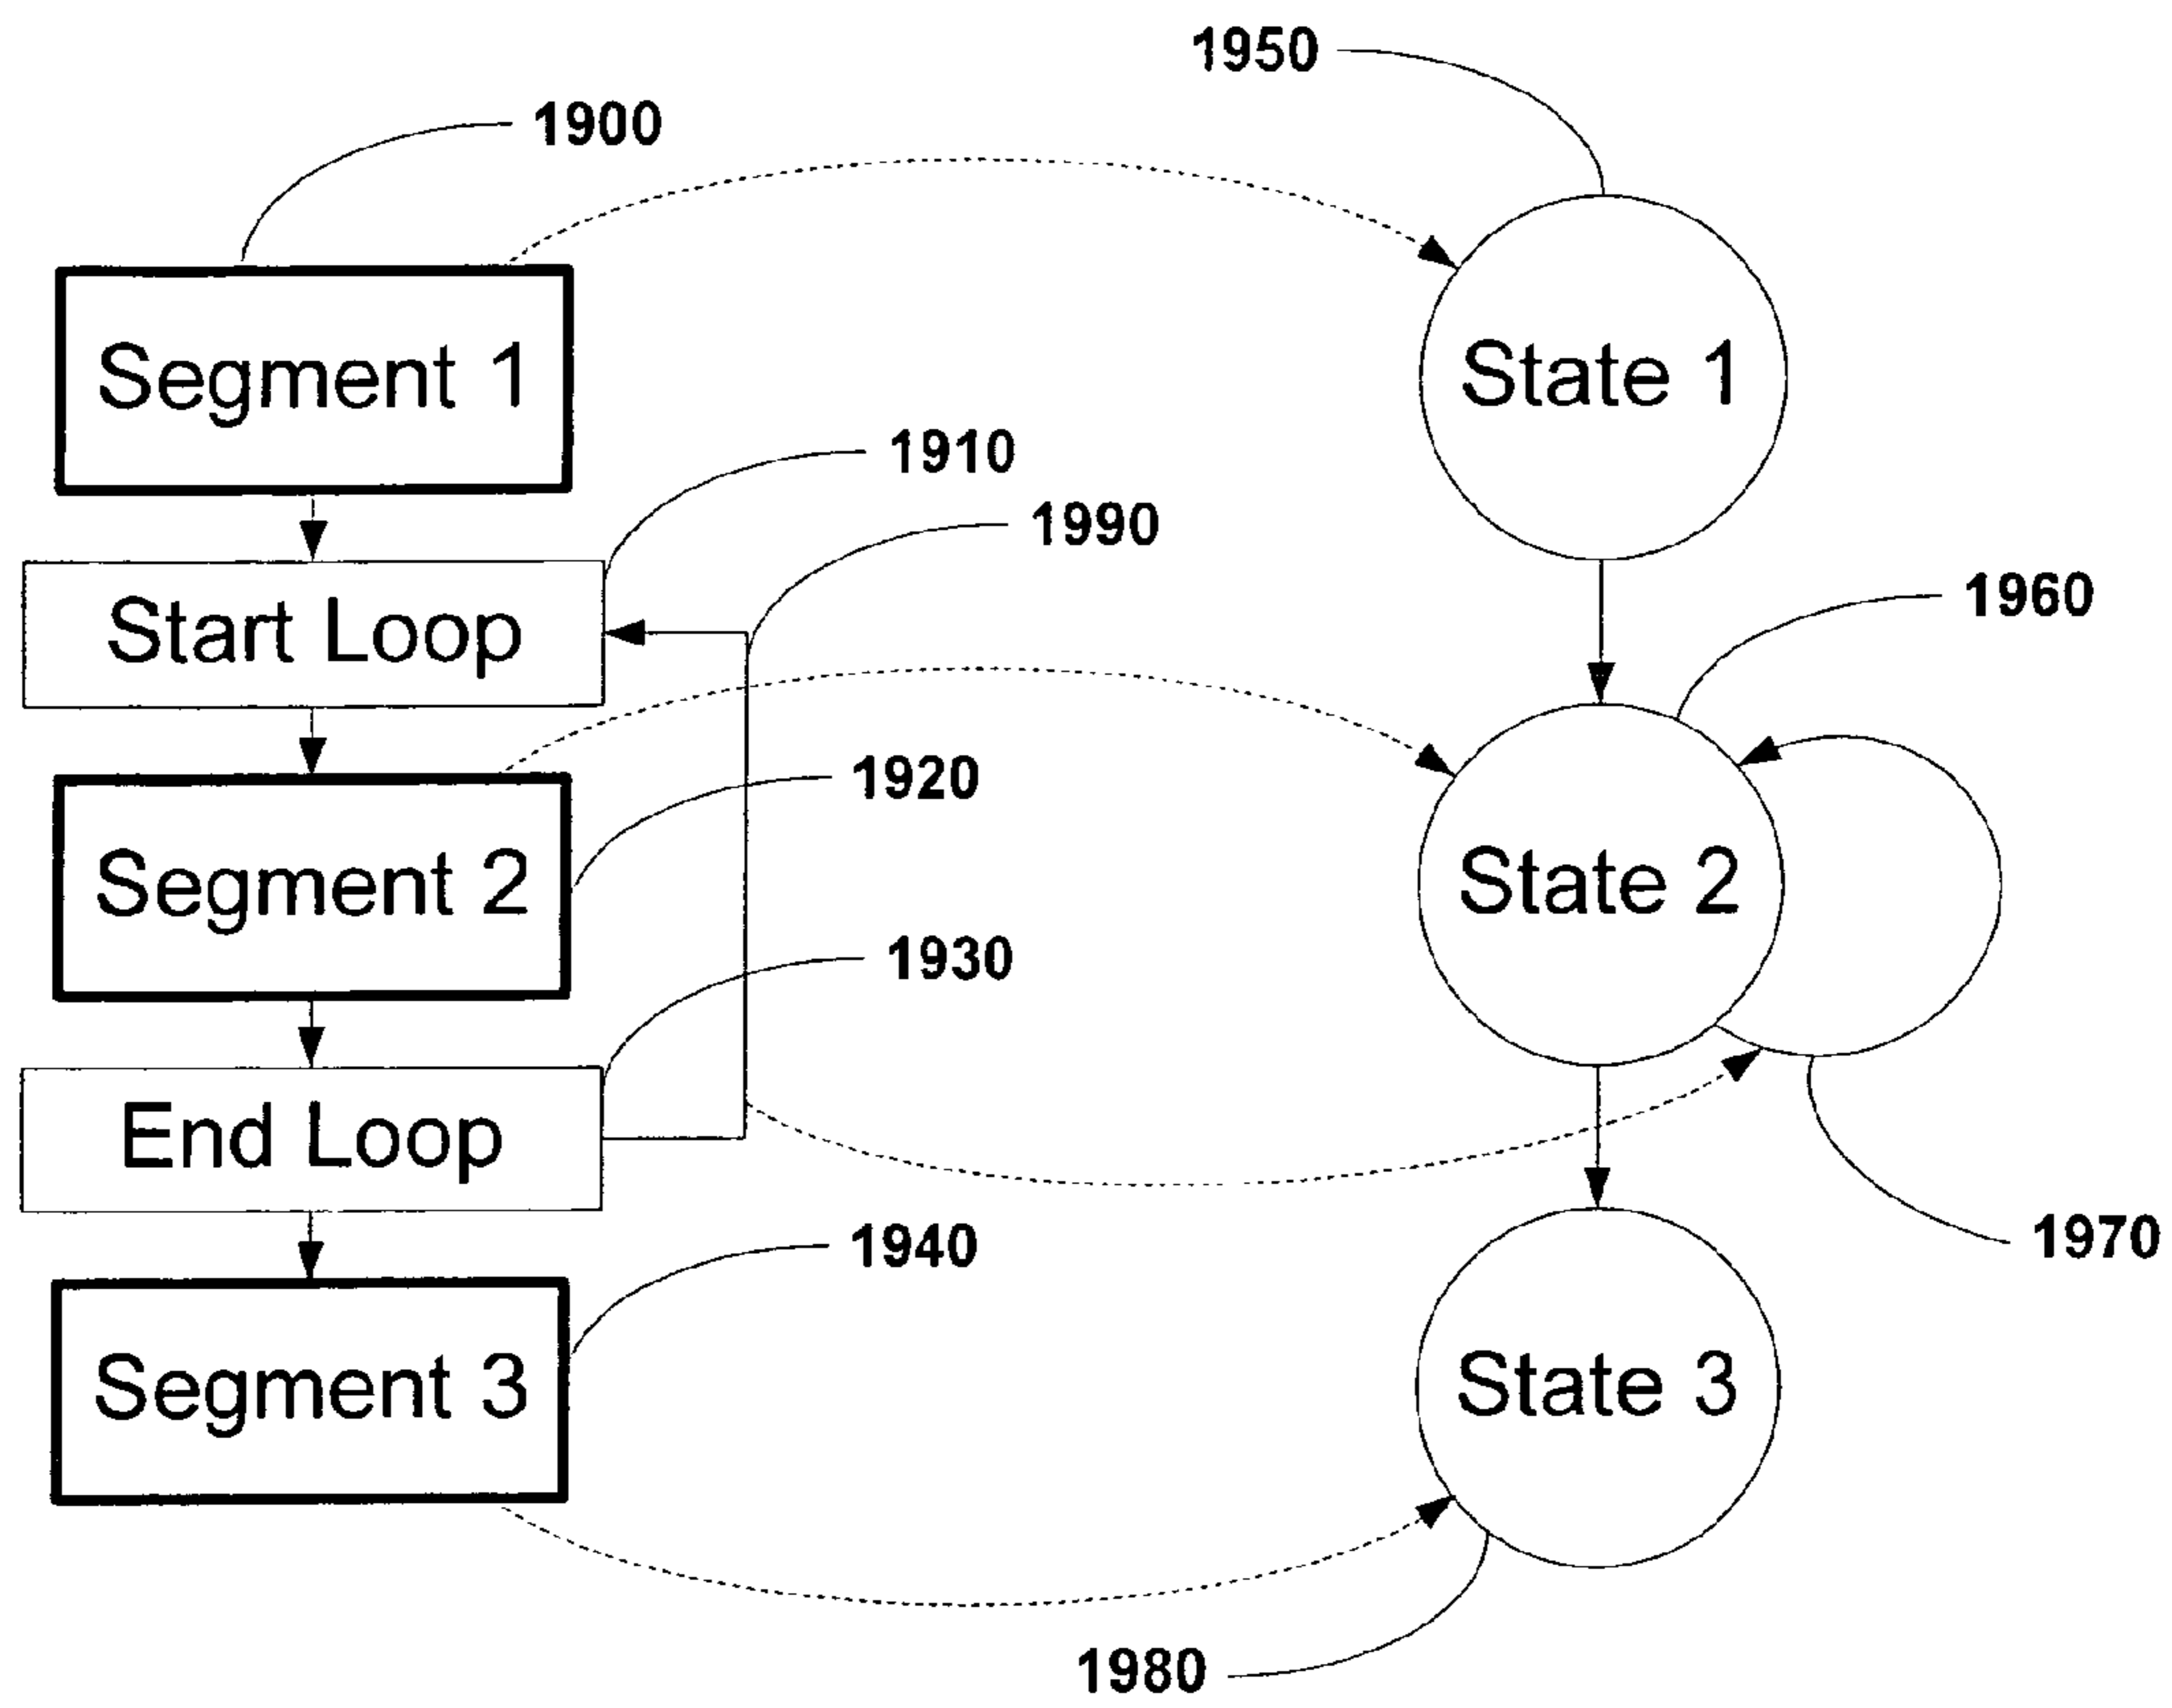 1950
1900
Segment 1
State 1
1910
1990
Start Loop
1960
1920
Segment 2
State 2
1930
End Loop
1970
1940
Segment 3
State 3
1980